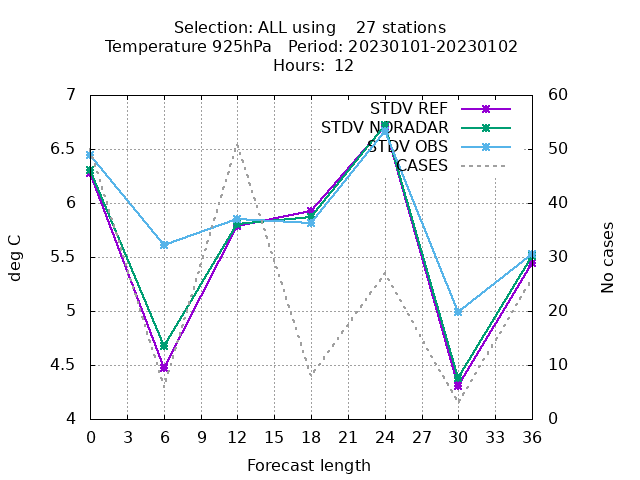 Selection: ALL using    27 stations
Temperature 925hPa   Period: 20230101-20230102
Hours:  12
STDV REF
STDV NORADAR
STDV OBS
CASES
deg C
No cases
7
6.5
6
5.5
5
4.5
4
60
50
40
30
20
10
0
0 3 6 9 12 15 18 21 24 27 30 33 36
Forecast length